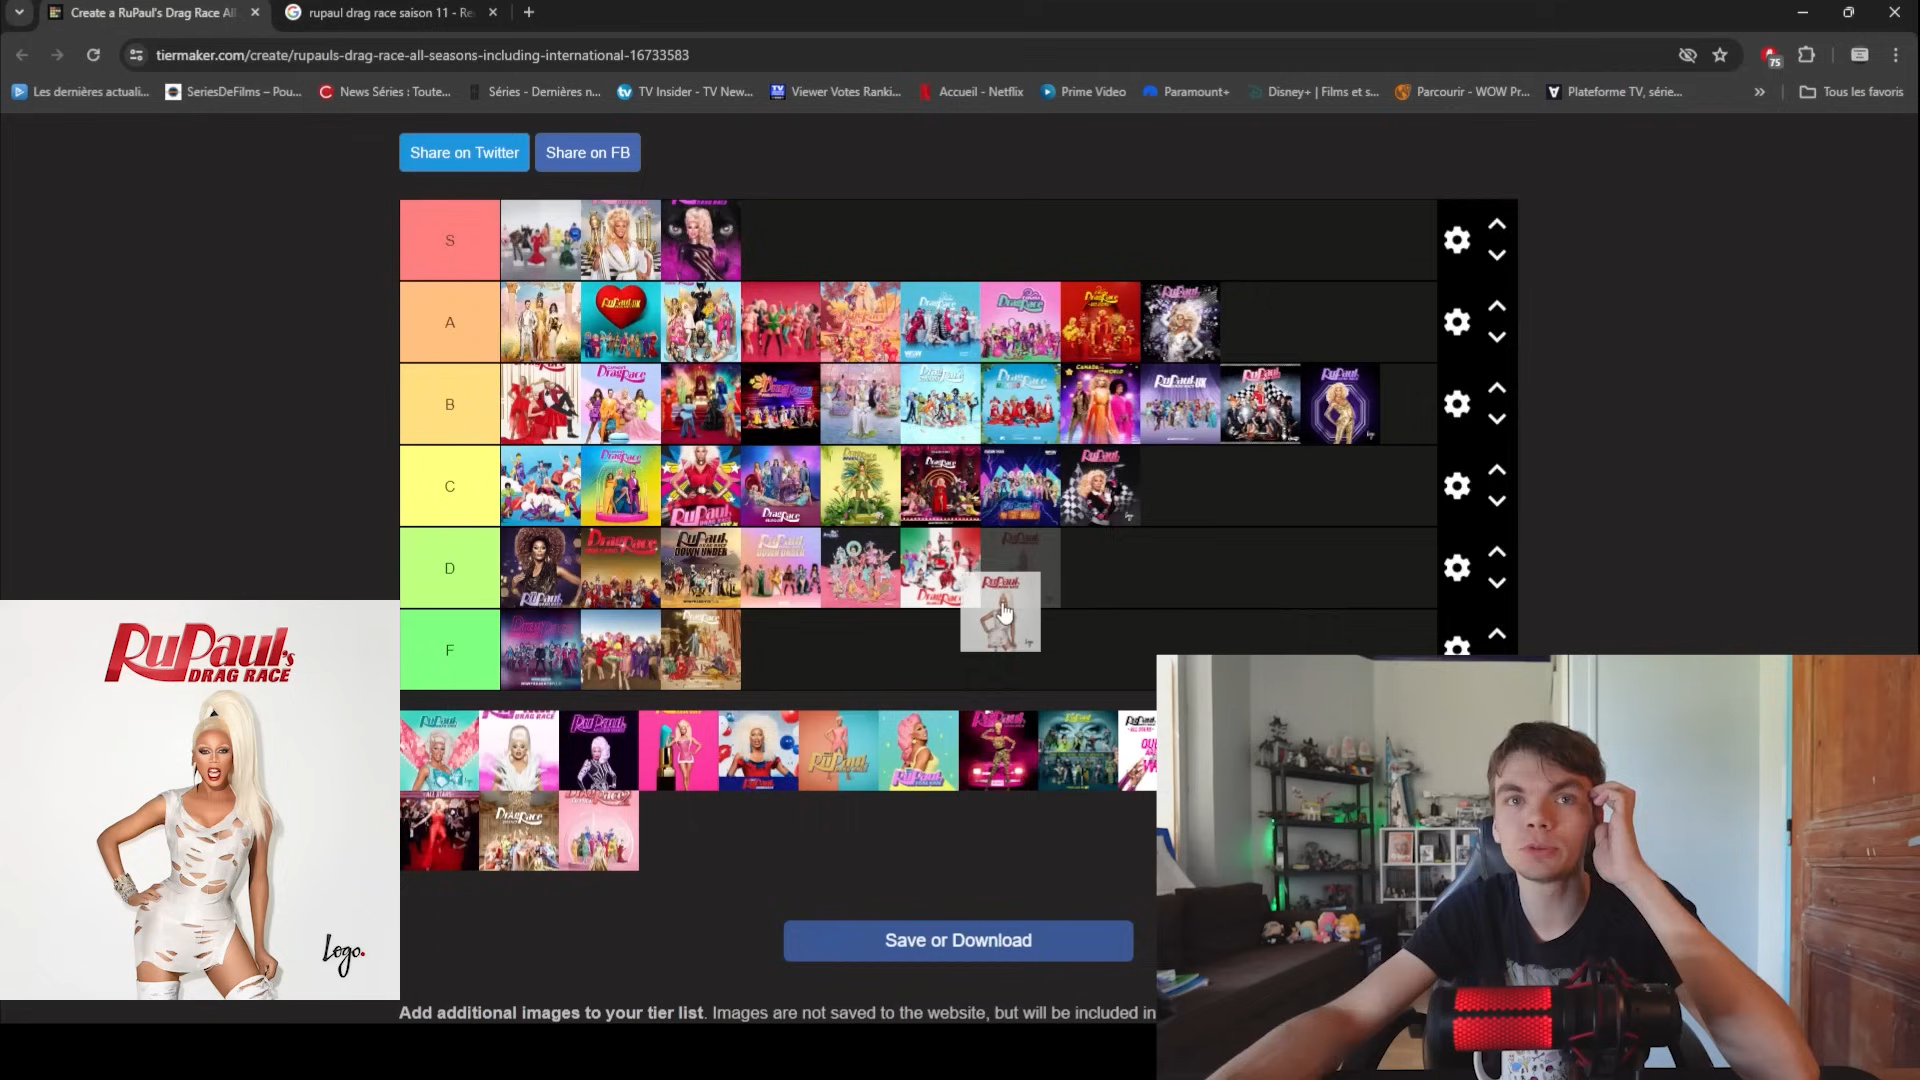 Create a RuPaul's Drag Race All
rupaul drag race saison 11 - Re
tiermaker.com/create/rupauls-drag-race-all-seasons-including-international-16733583
75
Les dernières actuali...
SeriesDeFilms – Pou...
News Séries : Toute...
Séries - Dernières n...
TV Insider - TV New...
Viewer Votes Ranki...
Accueil - Netflix
Prime Video
Paramount+
Disney+ | Films et s...
Parcourir - WOW Pr...
Plateforme TV, série...
»
Tous les favoris
Share on Twitter
Share on FB
S
A
B
C
D
F
RuPaul's
DRAG RACE
Logo.
Save or Download
Add additional images to your tier list. Images are not saved to the website, but will be included in